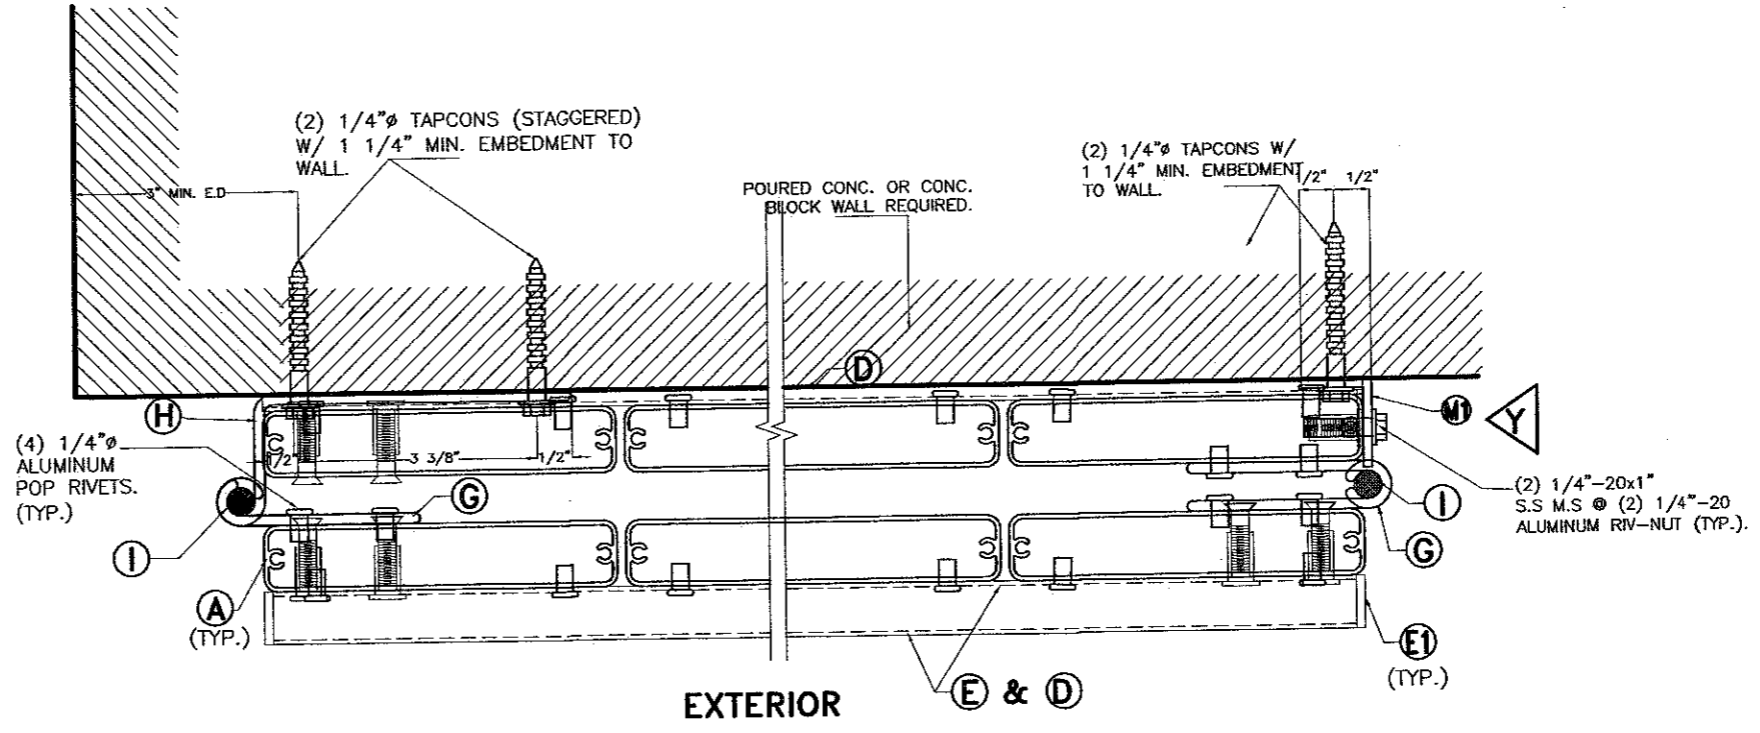 (2) 1/4"ø TAPCONS (STAGGERED)
W/ 1 1/4" MIN. EMBEDMENT TO
WALL.
3" MIN. E.D
POURED CONC. OR CONC.
BLOCK WALL REQUIRED.
(2) 1/4"ø TAPCONS W/
1 1/4" MIN. EMBEDMENT
TO WALL.
1/2"
1/2"
D
H
M1
Y
(4) 1/4"ø
ALUMINUM
POP RIVETS.
(TYP.)
1/2"
3 3/8"
1/2"
G
I
(2) 1/4"-20x1"
S.S M.S @ (2) 1/4"-20
ALUMINUM RIV-NUT (TYP.).
I
G
A
(TYP.)
E1
(TYP.)
E & D
EXTERIOR